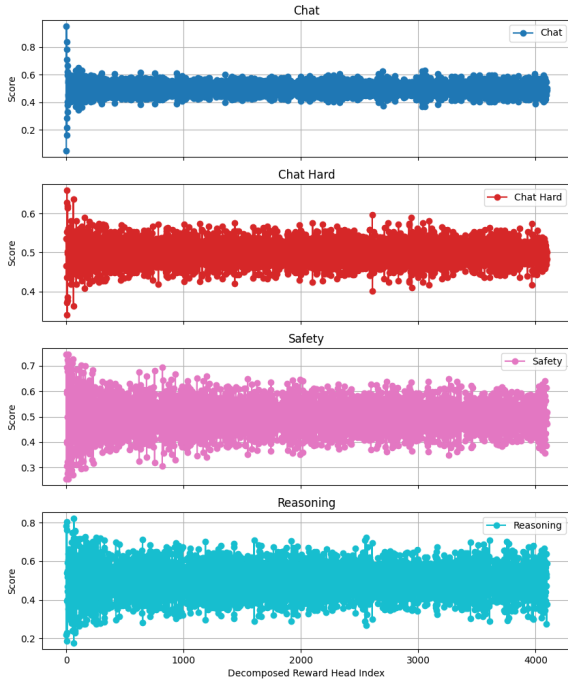 Chat
0.8
0.6
0.4
0.2
Score
Chat
Chat Hard
0.6
0.5
0.4
Score
Chat Hard
Safety
0.7
0.6
0.5
0.4
0.3
Score
Safety
Reasoning
0.8
0.6
0.4
0.2
Score
Reasoning
0 1000 2000 3000 4000
Decomposed Reward Head Index